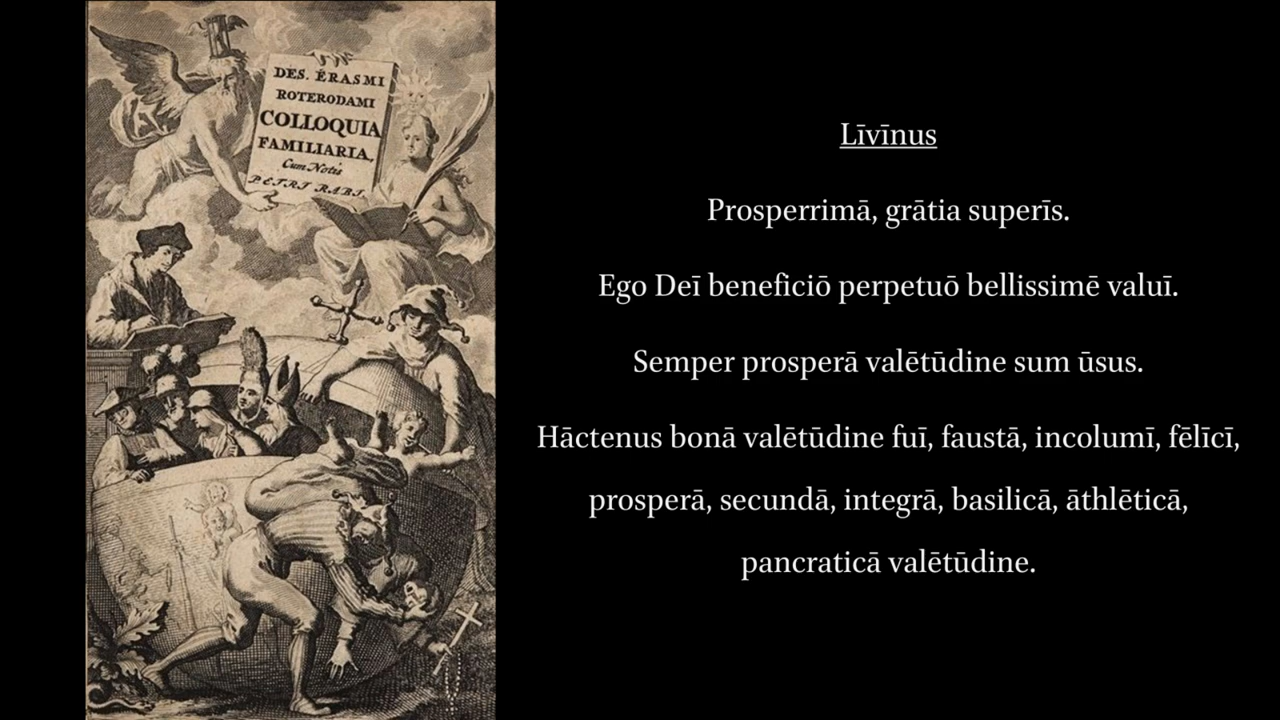 DES. ERASMI
ROTERODAMI
COLLOQUIA
FAMILIARIA,
Cum Notis
PETRI RABI.
Līvīnus
Prosperrimā, grātia superīs.
Ego Deī beneficiō perpetuō bellissimē valuī.
Semper prosperā valētūdine sum ūsus.
Hāctenus bonā valētūdine fuī, faustā, incolumī, fēlīcī,
prosperā, secundā, integrā, basilicā, āthlēticā,
pancraticā valētūdine.